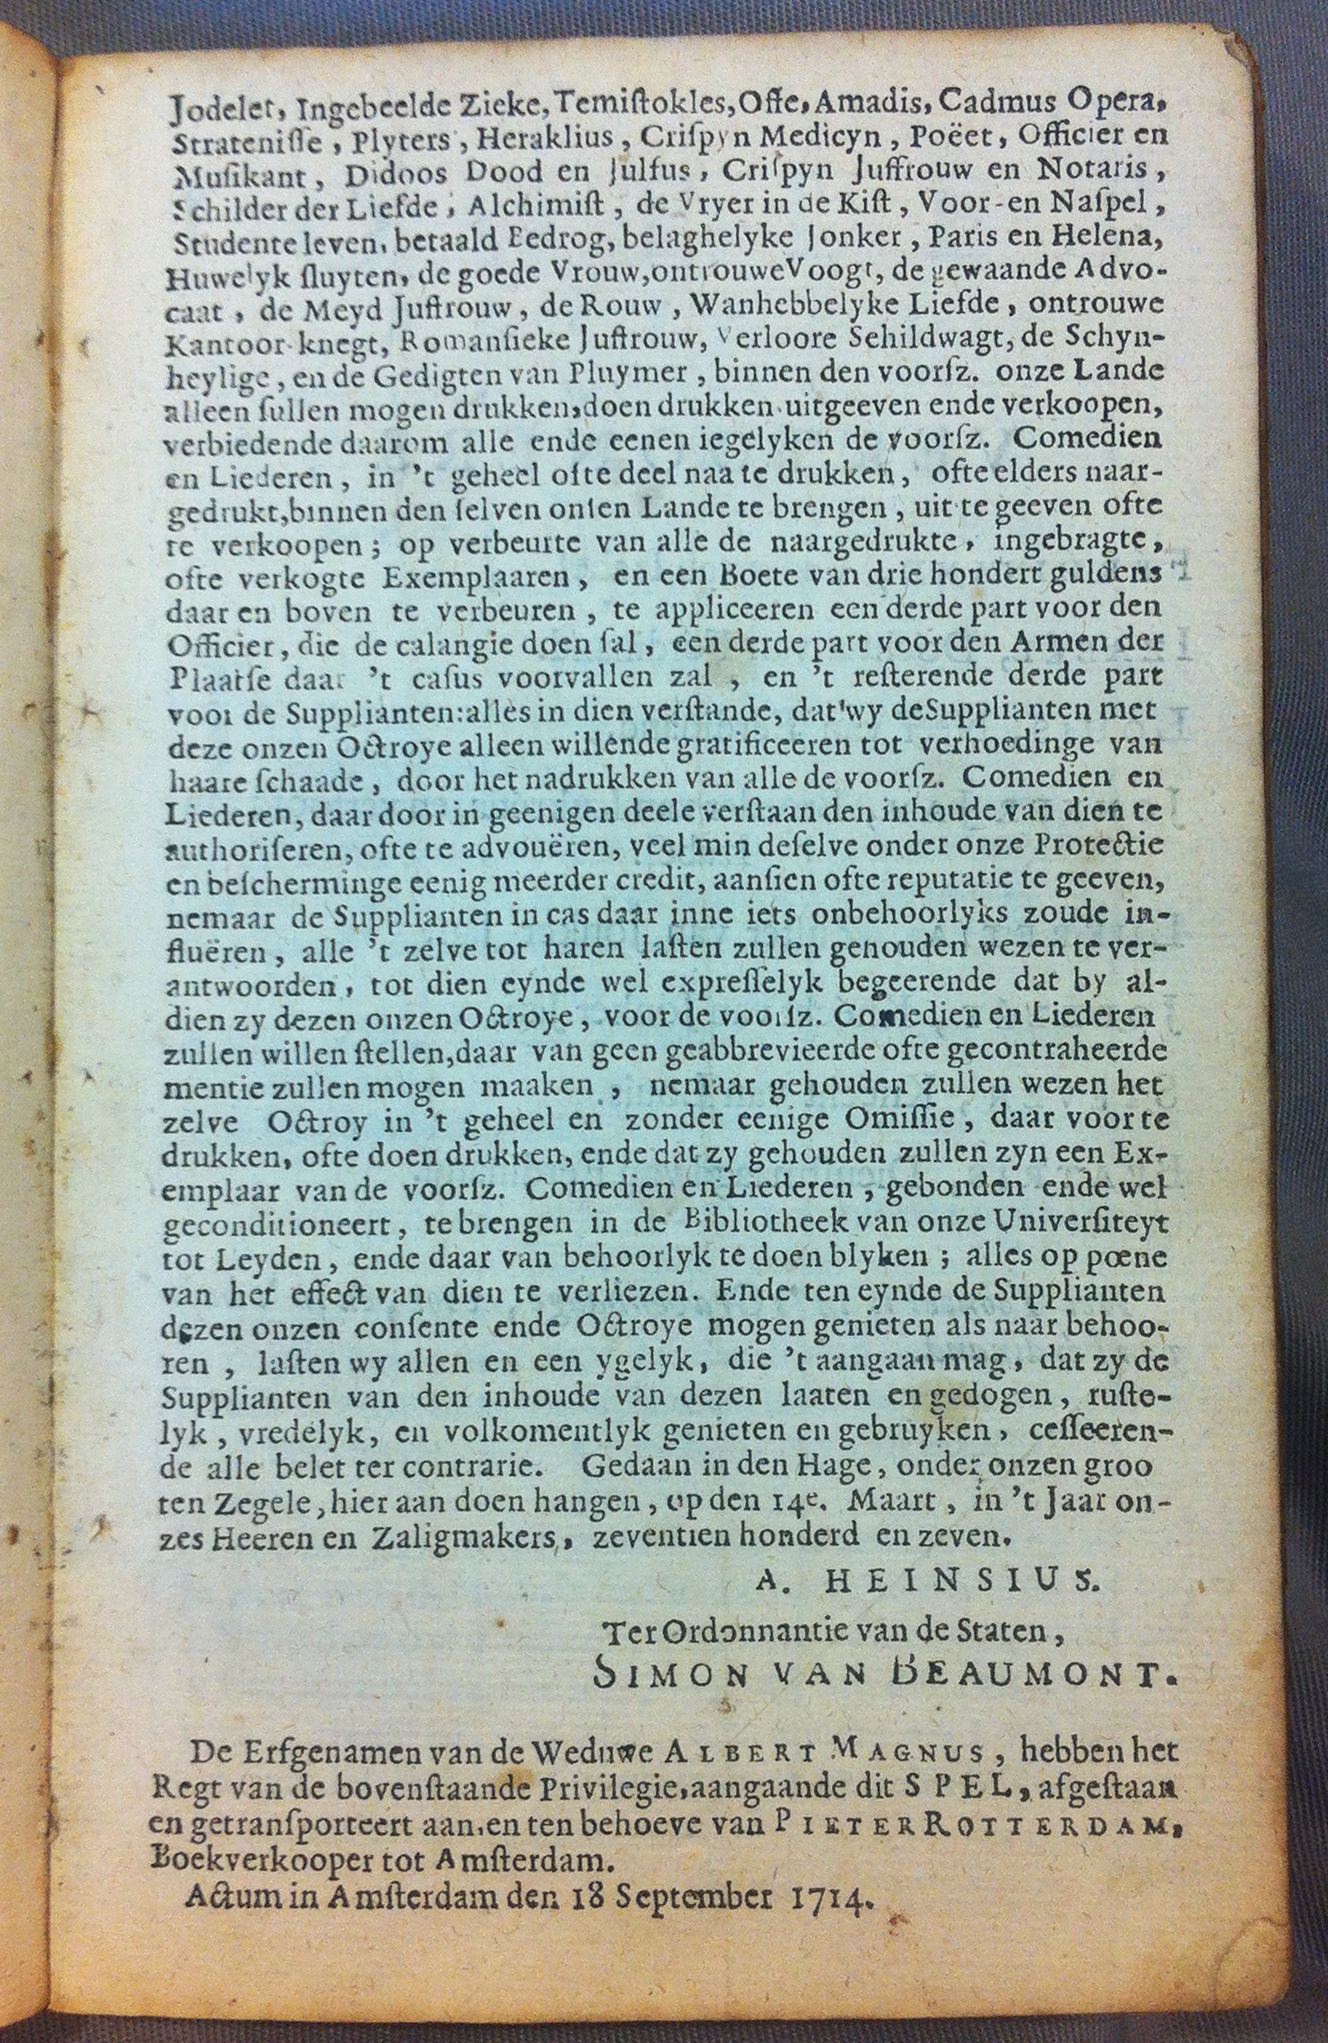 Jodelet, Ingebeelde Zieke, Temiſtokles, Oſſe, Amadis, Cadmus Opera,
Strateniſſe, Plyters, Heraklius, Criſpyn Medicyn, Poëet, Officier en
Muſikant, Didoos Dood en Julfus, Criſpyn Juffrouw en Notaris,
Schilder der Liefde, Alchimiſt, de Vryer in de Kiſt, Voor-en Naſpel,
Studente leven, betaald Bedrog, belaghelyke Jonker, Paris en Helena,
Huwelyk ſluyten, de goede Vrouw, ontrouwe Voogt, de gewaande Advo-
caat, de Meyd Juffrouw, de Rouw, Wanhebbelyke Liefde, ontrouwe
Kantoor knegt, Romanſieke Juffrouw, Verloore Sehildwagt, de Schyn-
heylige, en de Gedigten van Pluymer, binnen den voorſz. onze Lande
alleen ſullen mogen drukken, doen drukken uitgeeven ende verkoopen,
verbiedende daarom alle ende eenen iegelyken de voorſz. Comedien
en Liederen, in 't geheel ofte deel naa te drukken, ofte elders naar-
gedrukt, binnen den ſelven onſen Lande te brengen, uit te geeven ofte
te verkoopen; op verbeurte van alle de naargedrukte, ingebragte,
ofte verkogte Exemplaaren, en een Boete van drie hondert guldens
daar en boven te verbeuren, te appliceeren een derde part voor den
Officier, die de calangie doen ſal, een derde part voor den Armen der
Plaatſe daar 't caſus voorvallen zal, en 't reſterende derde part
voor de Supplianten: alles in dien verſtande, dat wy de Supplianten met
deze onzen Octroye alleen willende gratificeeren tot verhoedinge van
haare ſchaade, door het nadrukken van alle de voorſz. Comedien en
Liederen, daar door in geenigen deele verſtaan den inhoude van dien te
authoriſeren, ofte te advouëren, veel min deſelve onder onze Protectie
en beſcherminge eenig meerder credit, aanſien ofte reputatie te geeven,
nemaar de Supplianten in cas daar inne iets onbehoorlyks zoude in-
fluëren, alle 't zelve tot haren laſten zullen genouden wezen te ver-
antwoorden, tot dien eynde wel expreſſelyk begeerende dat by al-
dien zy dezen onzen Octroye, voor de voorſz. Comedien en Liederen
zullen willen ſtellen, daar van geen geabbrevieerde ofte gecontraheerde
mentie zullen mogen maaken, nemaar gehouden zullen wezen het
zelve Octroy in 't geheel en zonder eenige Omiſſie, daar voor te
drukken, ofte doen drukken, ende dat zy gehouden zullen zyn een Ex-
emplaar van de voorſz. Comedien en Liederen, gebonden ende wel
geconditioneert, te brengen in de Bibliotheek van onze Univerſiteyt
tot Leyden, ende daar van behoorlyk te doen blyken; alles op pœne
van het effect van dien te verliezen. Ende ten eynde de Supplianten
dezen onzen conſente ende Octroye mogen genieten als naar behoo-
ren, laſten wy allen en een ygelyk, die 't aangaan mag, dat zy de
Supplianten van den inhoude van dezen laaten en gedogen, ruſte-
lyk, vredelyk, en volkomentlyk genieten en gebruyken, ceſſeeren-
de alle belet ter contrarie. Gedaan in den Hage, onder onzen groo
ten Zegele, hier aan doen hangen, op den 14e. Maart, in 't Jaar on-
zes Heeren en Zaligmakers, zeventien honderd en zeven.
A. HEINSIUS.
Ter Ordonnantie van de Staten,
SIMON VAN BEAUMONT.
De Erfgenamen van de Weduwe ALBERT MAGNUS, hebben het
Regt van de bovenſtaande Privilegie, aangaande dit SPEL, afgeſtaan
en getranſporteert aan, en ten behoeve van PIETER ROTTERDAM,
Boekverkooper tot Amſterdam.
Actum in Amſterdam den 18 September 1714.